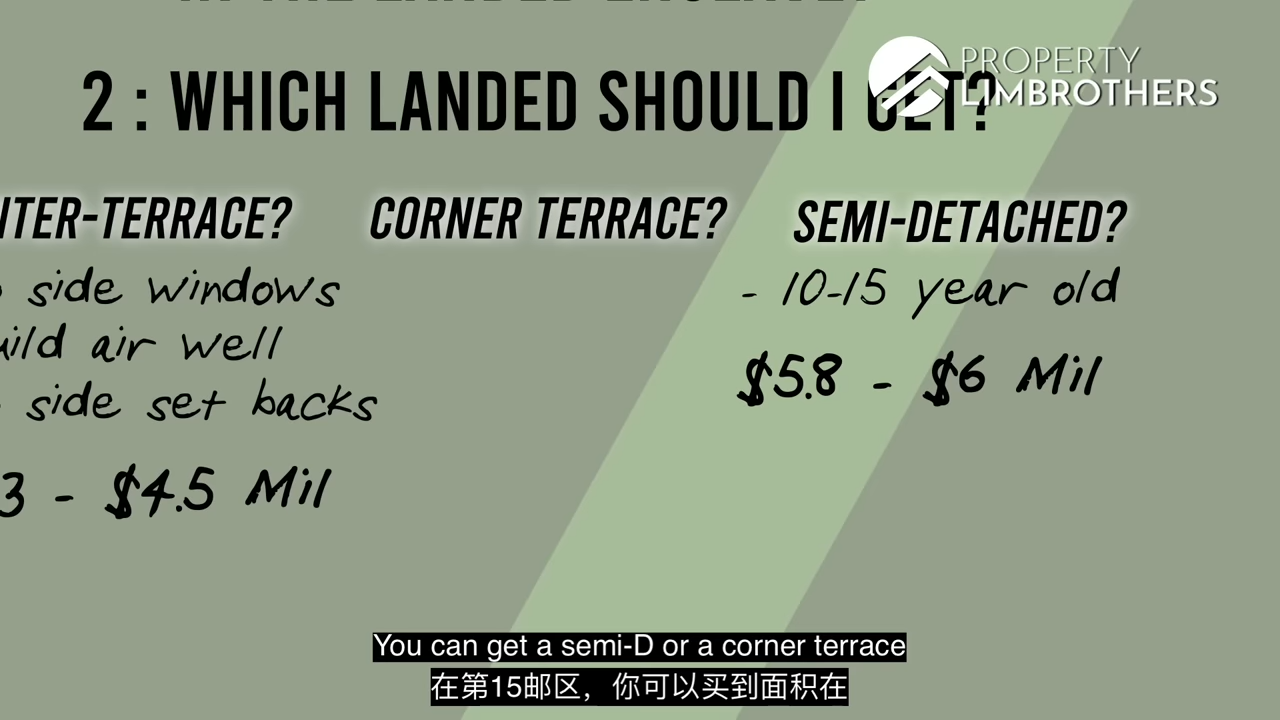 2 : WHICH LANDED SHOULD I GET?
PROPERTY
LIMBROTHERS
CORNER TERRACE?
SEMI-DETACHED?
side windows
air well
side set backs
- $4.5 Mil
- 10-15 year old
$5.8 - $6 Mil
You can get a semi-D or a corner terrace
在第15邮区，你可以买到面积在